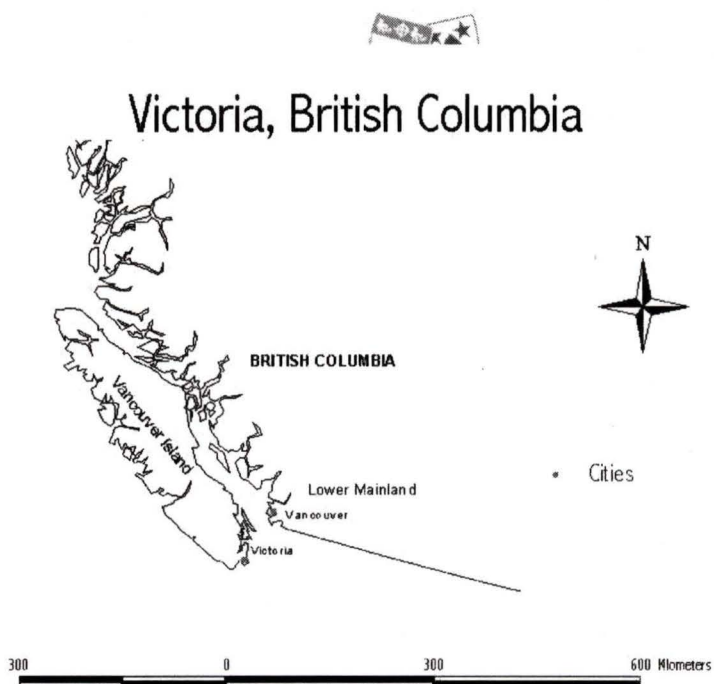 Victoria, British Columbia
N
BRITISH COLUMBIA
Vancouver Island
Cities
Lower Mainland
Vancouver
Victoria
300 0 300 600 Kilometers